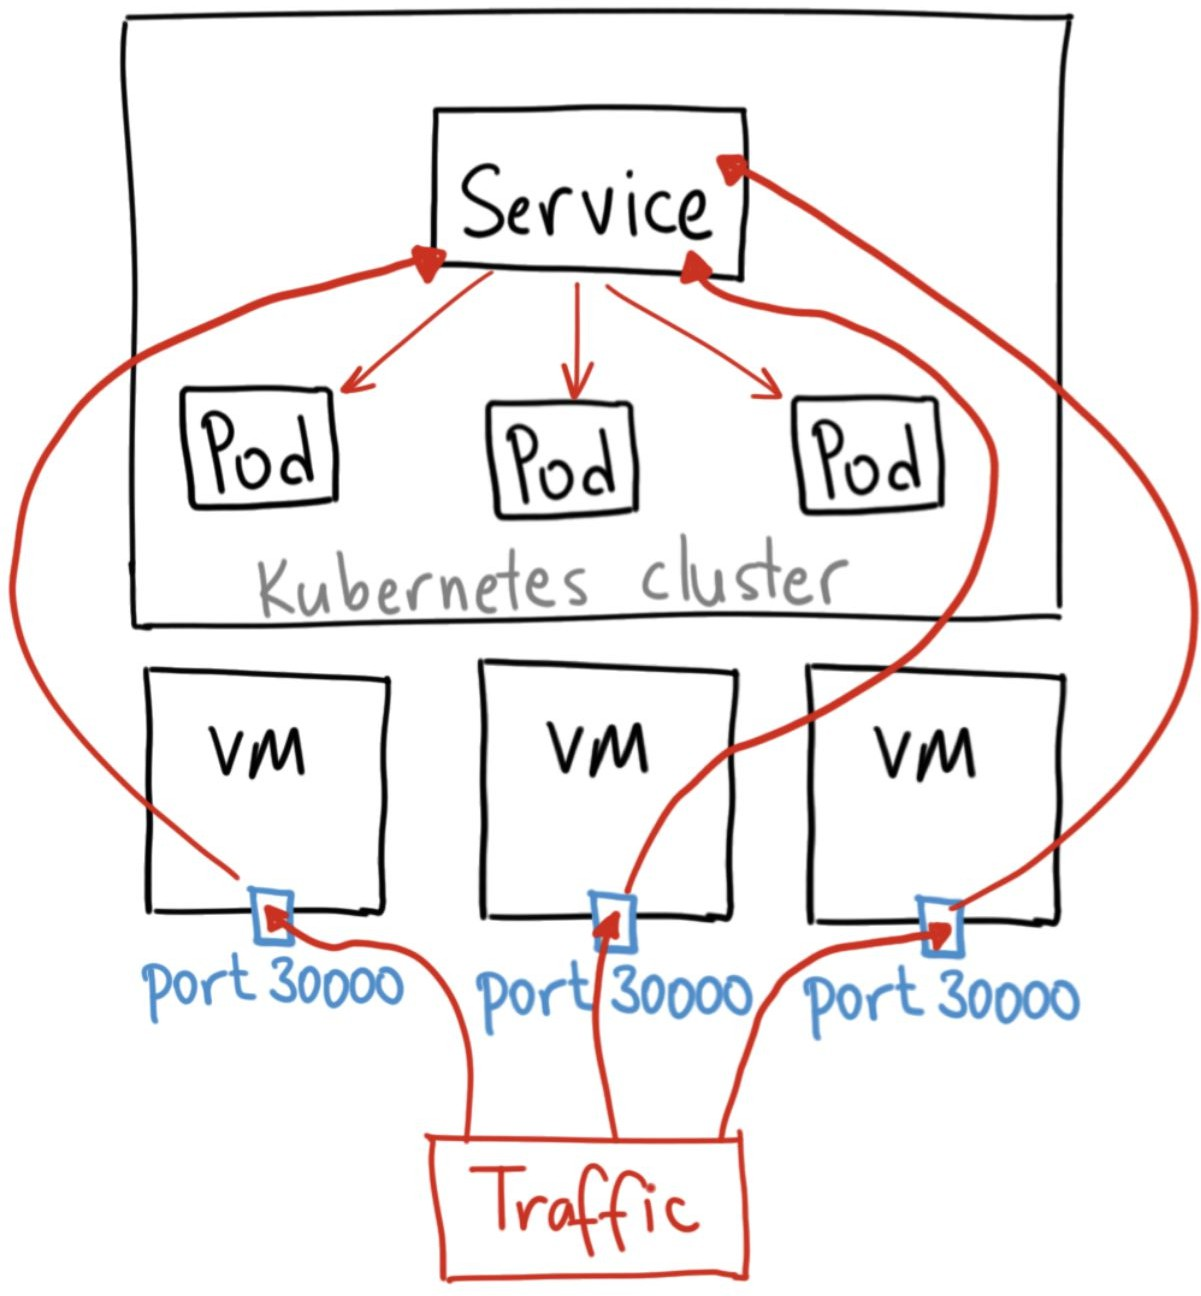 Service
Pod
Pod
Pod
Kubernetes cluster
VM
VM
VM
port 30000
port 30000
port 30000
Traffic